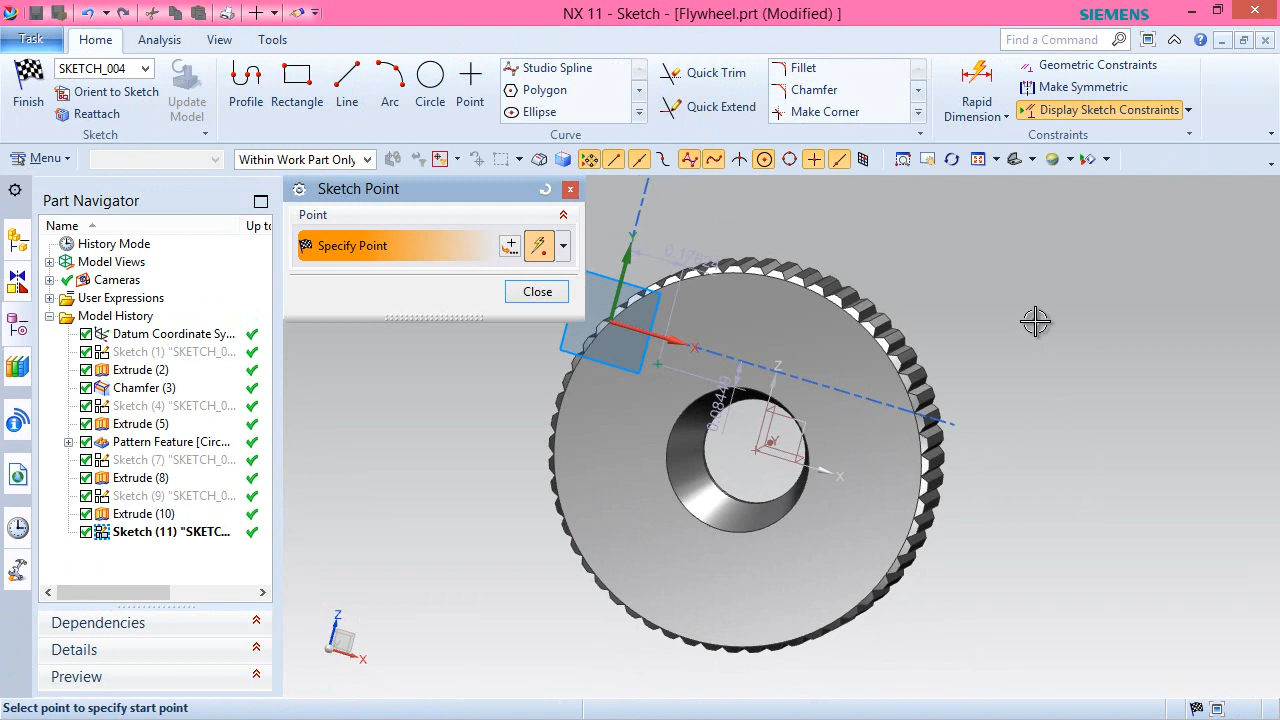 NX 11 - Sketch - [Flywheel.prt (Modified) ]
SIEMENS
Task
Home
Analysis
View
Tools
Find a Command
Finish
SKETCH_004
Orient to Sketch
Reattach
Update
Model
Sketch
Profile
Rectangle
Line
Arc
Circle
Point
Studio Spline
Polygon
Ellipse
Quick Trim
Quick Extend
Fillet
Chamfer
Make Corner
Curve
Rapid
Dimension
Geometric Constraints
Make Symmetric
Display Sketch Constraints
Constraints
Menu
Within Work Part Only
Part Navigator
Name
Up to
History Mode
Model Views
Cameras
User Expressions
Model History
Datum Coordinate Sy...
Sketch (1) "SKETCH_0...
Extrude (2)
Chamfer (3)
Sketch (4) "SKETCH_0...
Extrude (5)
Pattern Feature [Circ...
Sketch (7) "SKETCH_0...
Extrude (8)
Sketch (9) "SKETCH_0...
Extrude (10)
Sketch (11) "SKETC...
Dependencies
Details
Preview
Sketch Point
Point
Specify Point
Close
Y
X
Z
Y
X
Z
X
Select point to specify start point